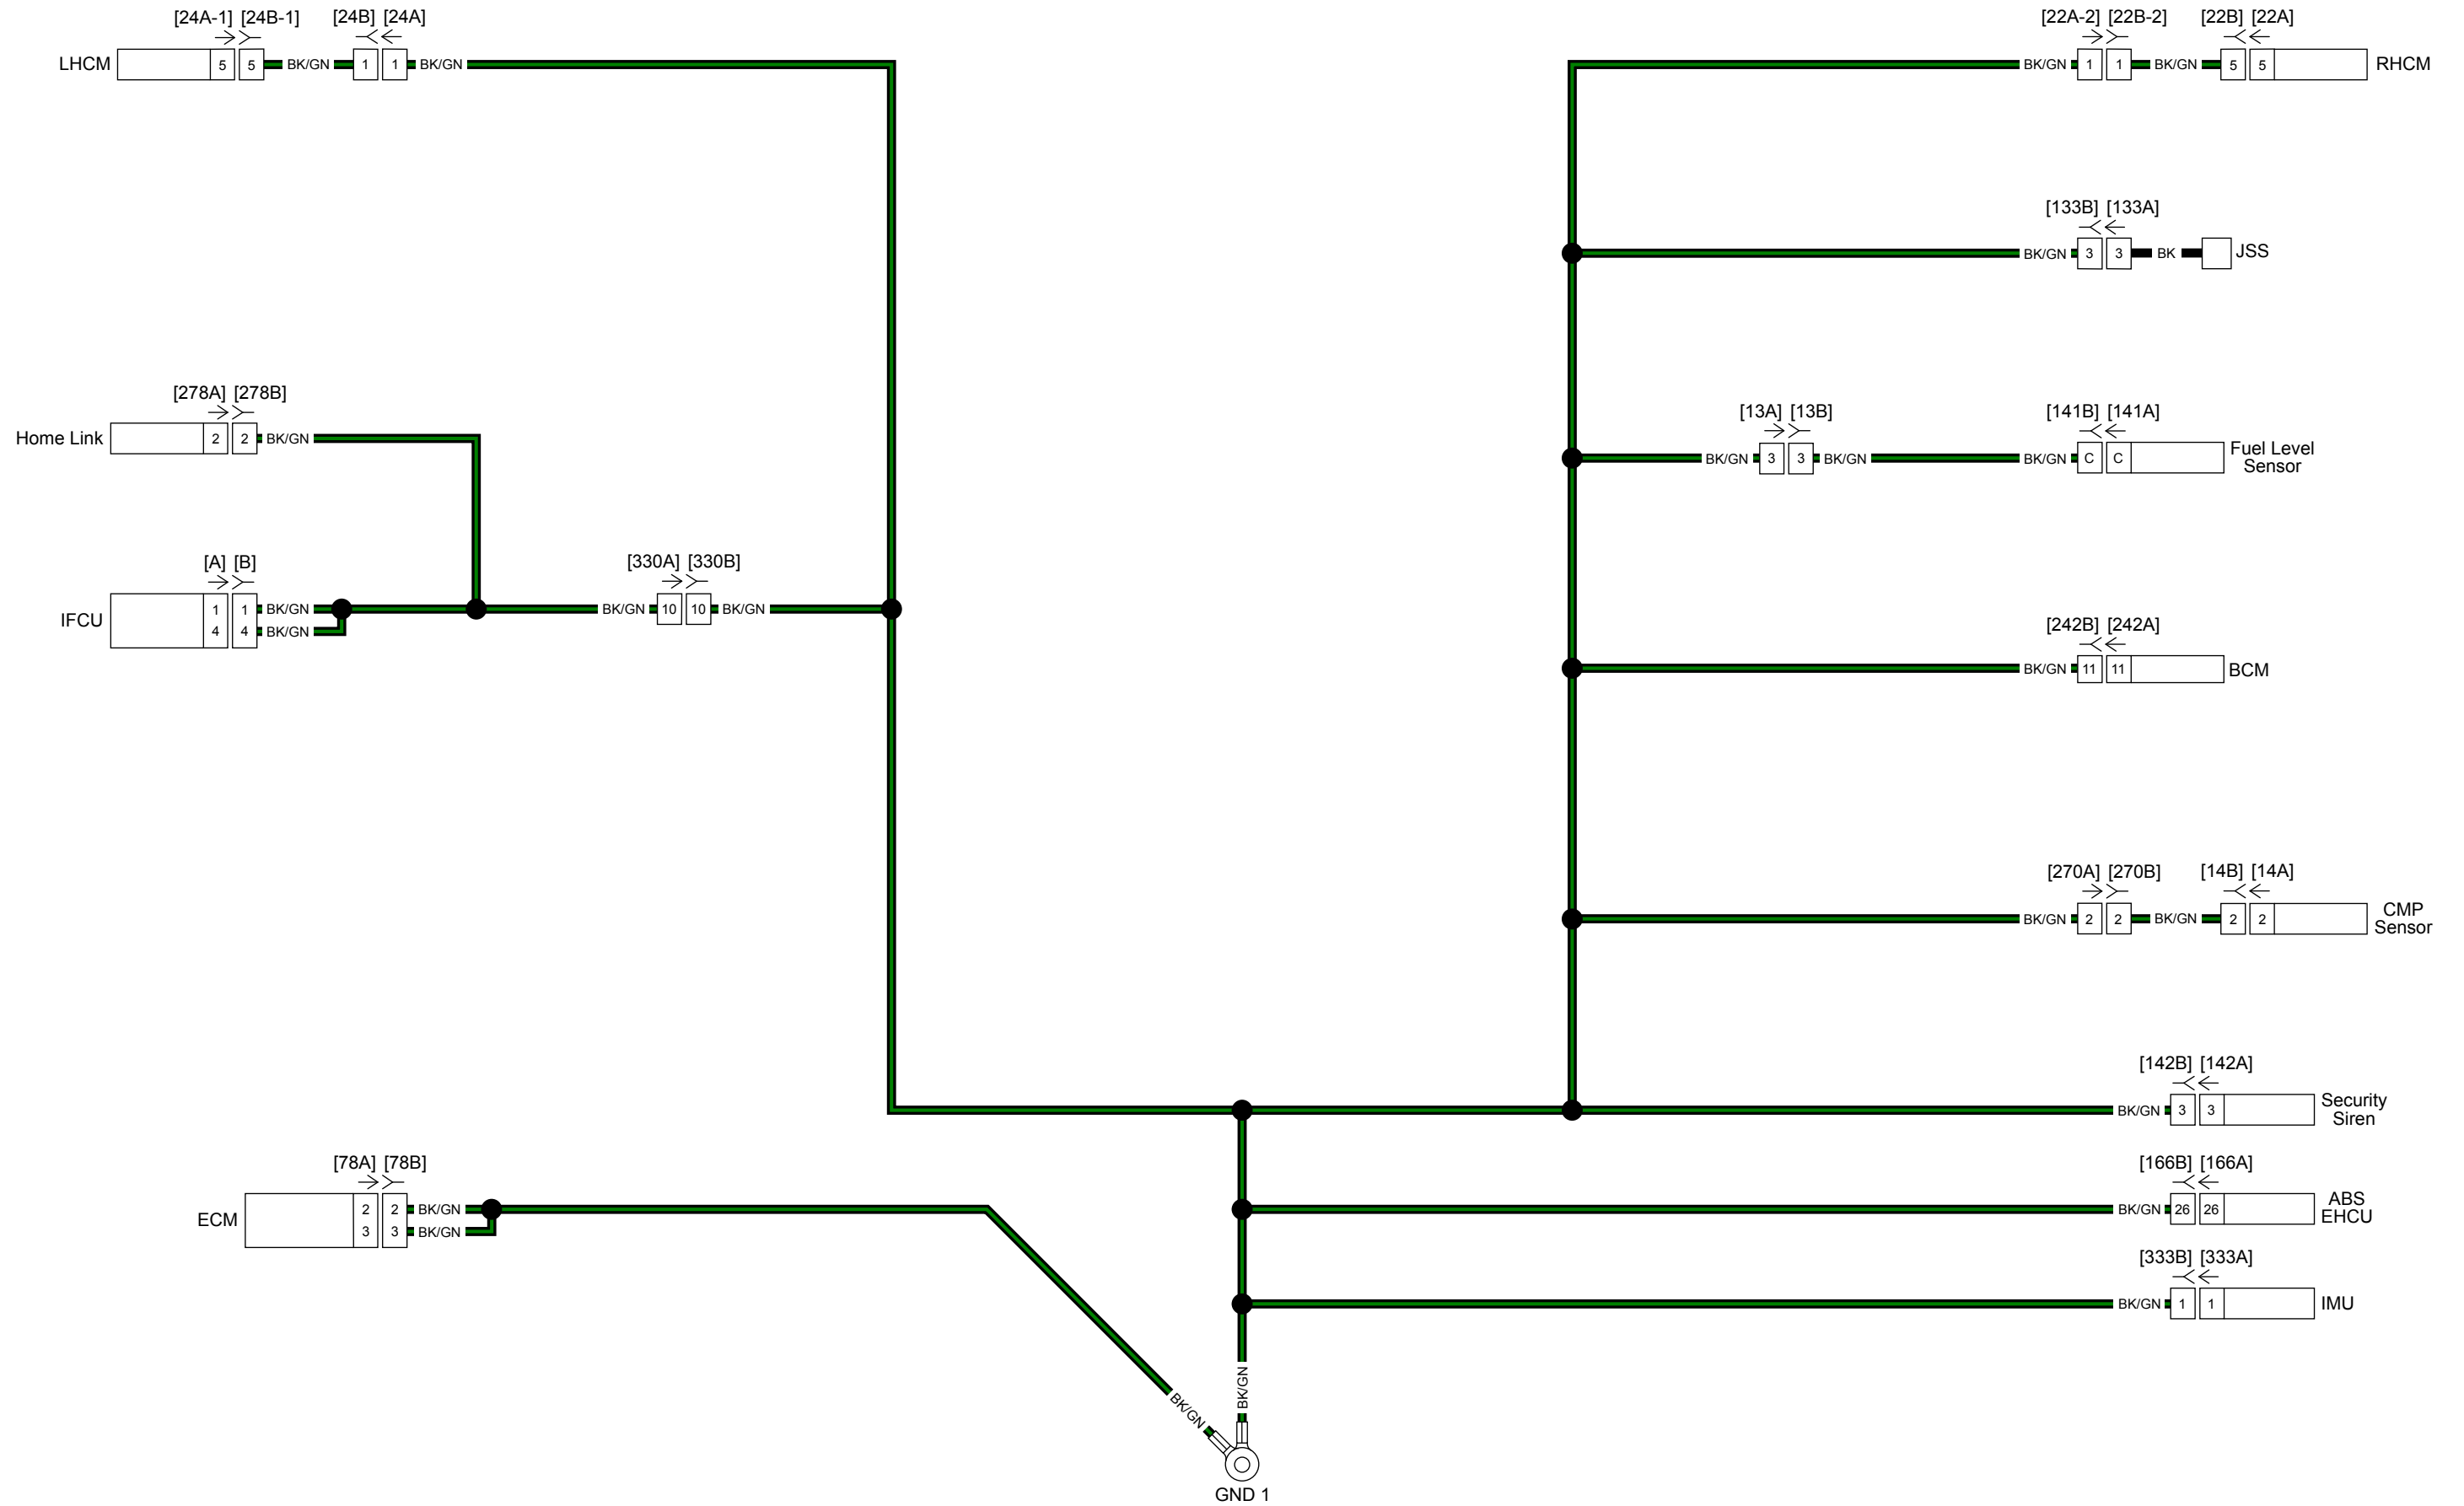 [24A-1] [24B-1] [24B] [24A]
LHCM 5 5 BK/GN 1 1 BK/GN
[22A-2] [22B-2] [22B] [22A]
BK/GN 1 1 BK/GN 5 5 RHCM
[133B] [133A]
BK/GN 3 3 BK JSS
[278A] [278B]
Home Link 2 2 BK/GN
[13A] [13B] [141B] [141A]
BK/GN 3 3 BK/GN BK/GN C C
Fuel Level
Sensor
[A] [B]
IFCU
1 1 BK/GN
4 4 BK/GN
[330A] [330B]
BK/GN 10 10 BK/GN
[242B] [242A]
BK/GN 11 11 BCM
[270A] [270B] [14B] [14A]
BK/GN 2 2 BK/GN 2 2
CMP
Sensor
[142B] [142A]
BK/GN 3 3
Security
Siren
[78A] [78B]
ECM
2 2 BK/GN
3 3 BK/GN
[166B] [166A]
BK/GN 26 26
ABS
EHCU
[333B] [333A]
BK/GN 1 1 IMU
BK/GN
BK/GN
GND 1